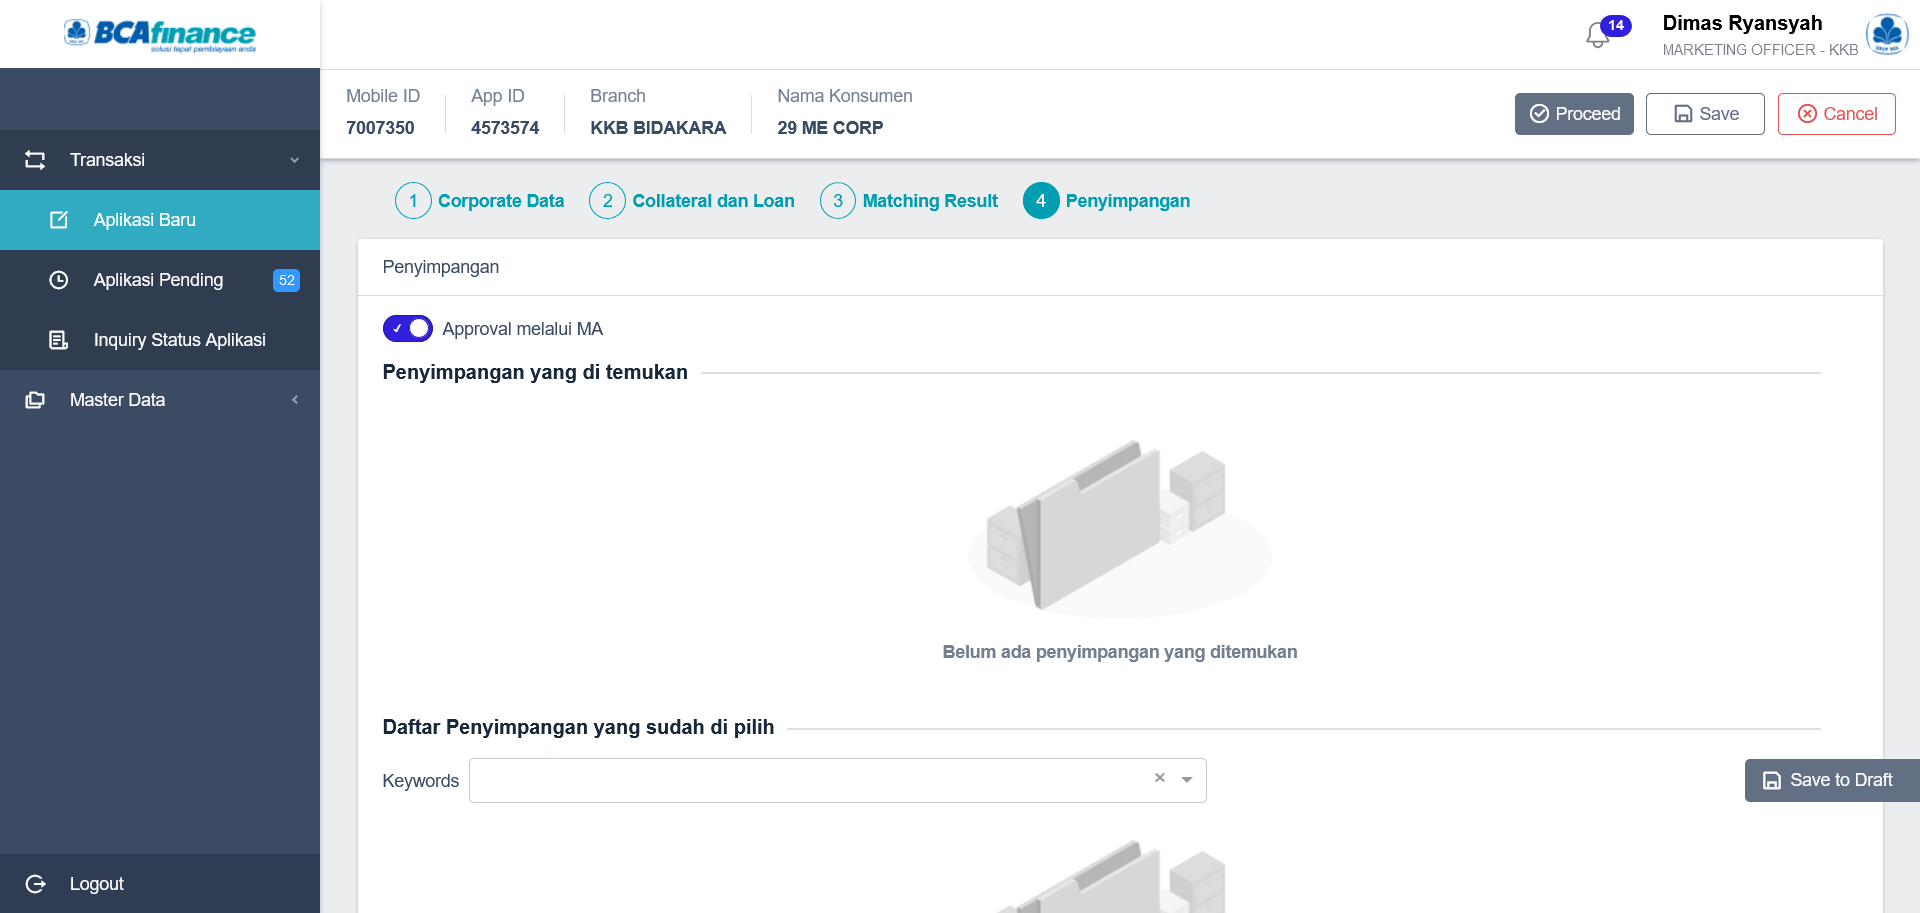 BCAfinance
solusi tepat pembiayaan anda
14
Dimas Ryansyah
MARKETING OFFICER - KKB
Mobile ID
7007350
App ID
4573574
Branch
KKB BIDAKARA
Nama Konsumen
29 ME CORP
Proceed
Save
Cancel
Transaksi
Aplikasi Baru
Aplikasi Pending
52
Inquiry Status Aplikasi
Master Data
Logout
1 Corporate Data
2 Collateral dan Loan
3 Matching Result
4 Penyimpangan
Penyimpangan
Approval melalui MA
Penyimpangan yang di temukan
Belum ada penyimpangan yang ditemukan
Daftar Penyimpangan yang sudah di pilih
Keywords
Save to Draft